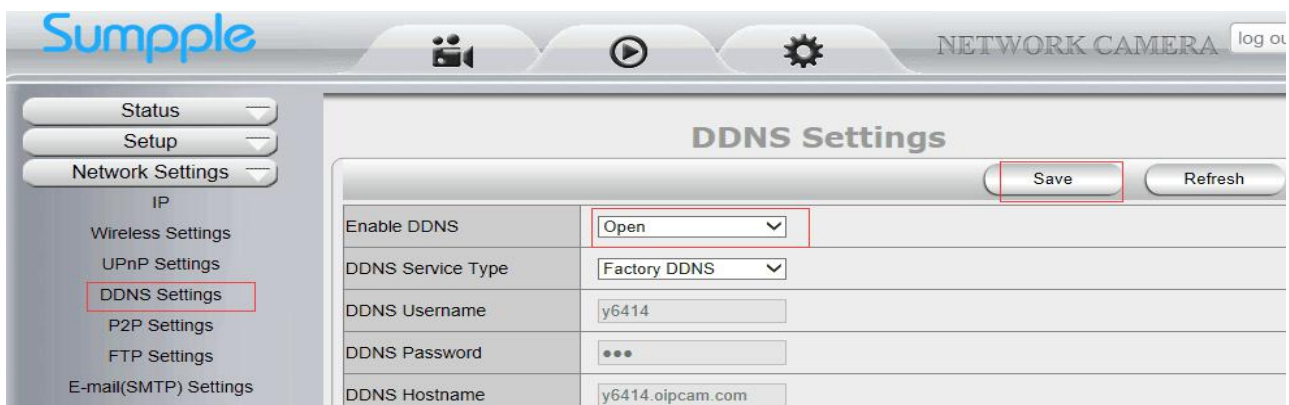 Sumpple
NETWORK CAMERA
log ou
Status
Setup
Network Settings
IP
Wireless Settings
UPnP Settings
DDNS Settings
P2P Settings
FTP Settings
E-mail(SMTP) Settings
DDNS Settings
Save Refresh
Enable DDNS Open
DDNS Service Type Factory DDNS
DDNS Username y6414
DDNS Password •••
DDNS Hostname y6414.oipcam.com